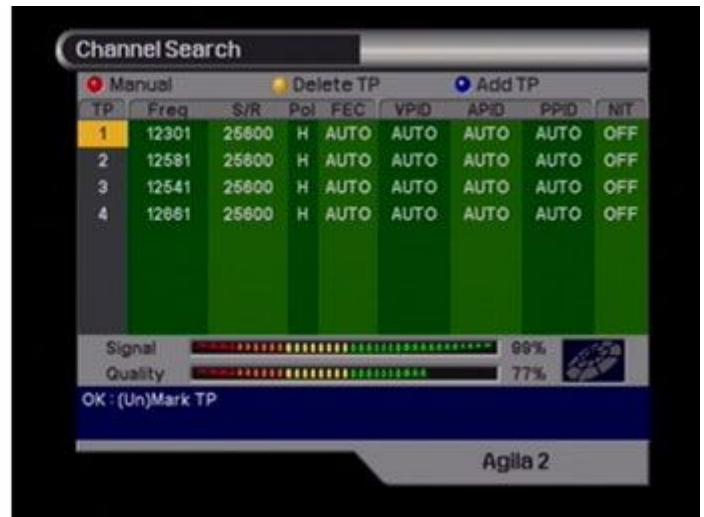 Channel Search
Manual Delete TP Add TP
TP Freq S/R Pol FEC VPID APID PPID NIT
1 12301 25600 H AUTO AUTO AUTO AUTO OFF
2 12581 25600 H AUTO AUTO AUTO AUTO OFF
3 12541 25600 H AUTO AUTO AUTO AUTO OFF
4 12661 25600 H AUTO AUTO AUTO AUTO OFF
Signal 99%
Quality 77%
OK : (Un)Mark TP
Agila 2